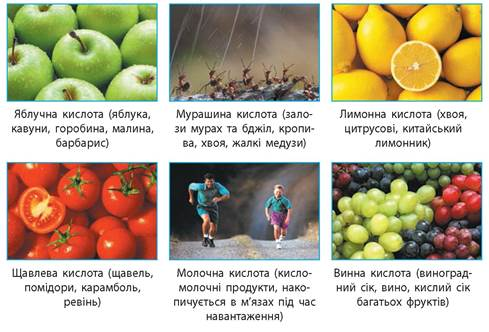 Яблучна кислота (яблука,
кавуни, горобина, малина,
барбарис)
Мурашина кислота (зало-
зи мурах та бджіл, кропи-
ва, хвоя, жалкі медузи)
Лимонна кислота (хвоя,
цитрусові, китайський
лимонник)
Щавлева кислота (щавель,
помідори, карамболь,
ревінь)
Молочна кислота (кисло-
молочні продукти, нако-
пичується в м'язах під час
навантаження)
Винна кислота (виноград-
ний сік, вино, кислий сік
багатьох фруктів)